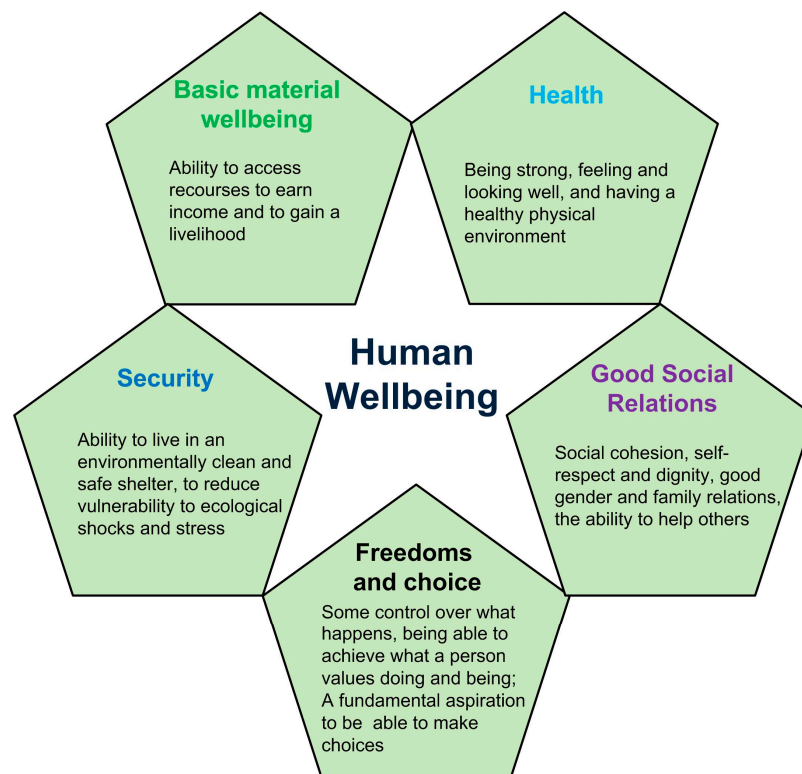 Basic material
wellbeing
Ability to access
recourses to earn
income and to gain a
livelihood
Health
Being strong, feeling and
looking well, and having a
healthy physical
environment
Human
Wellbeing
Security
Ability to live in an
environmentally clean and
safe shelter, to reduce
vulnerability to ecological
shocks and stress
Good Social
Relations
Social cohesion, self-
respect and dignity, good
gender and family relations,
the ability to help others
Freedoms
and choice
Some control over what
happens, being able to
achieve what a person
values doing and being;
A fundamental aspiration
to be  able to make
choices